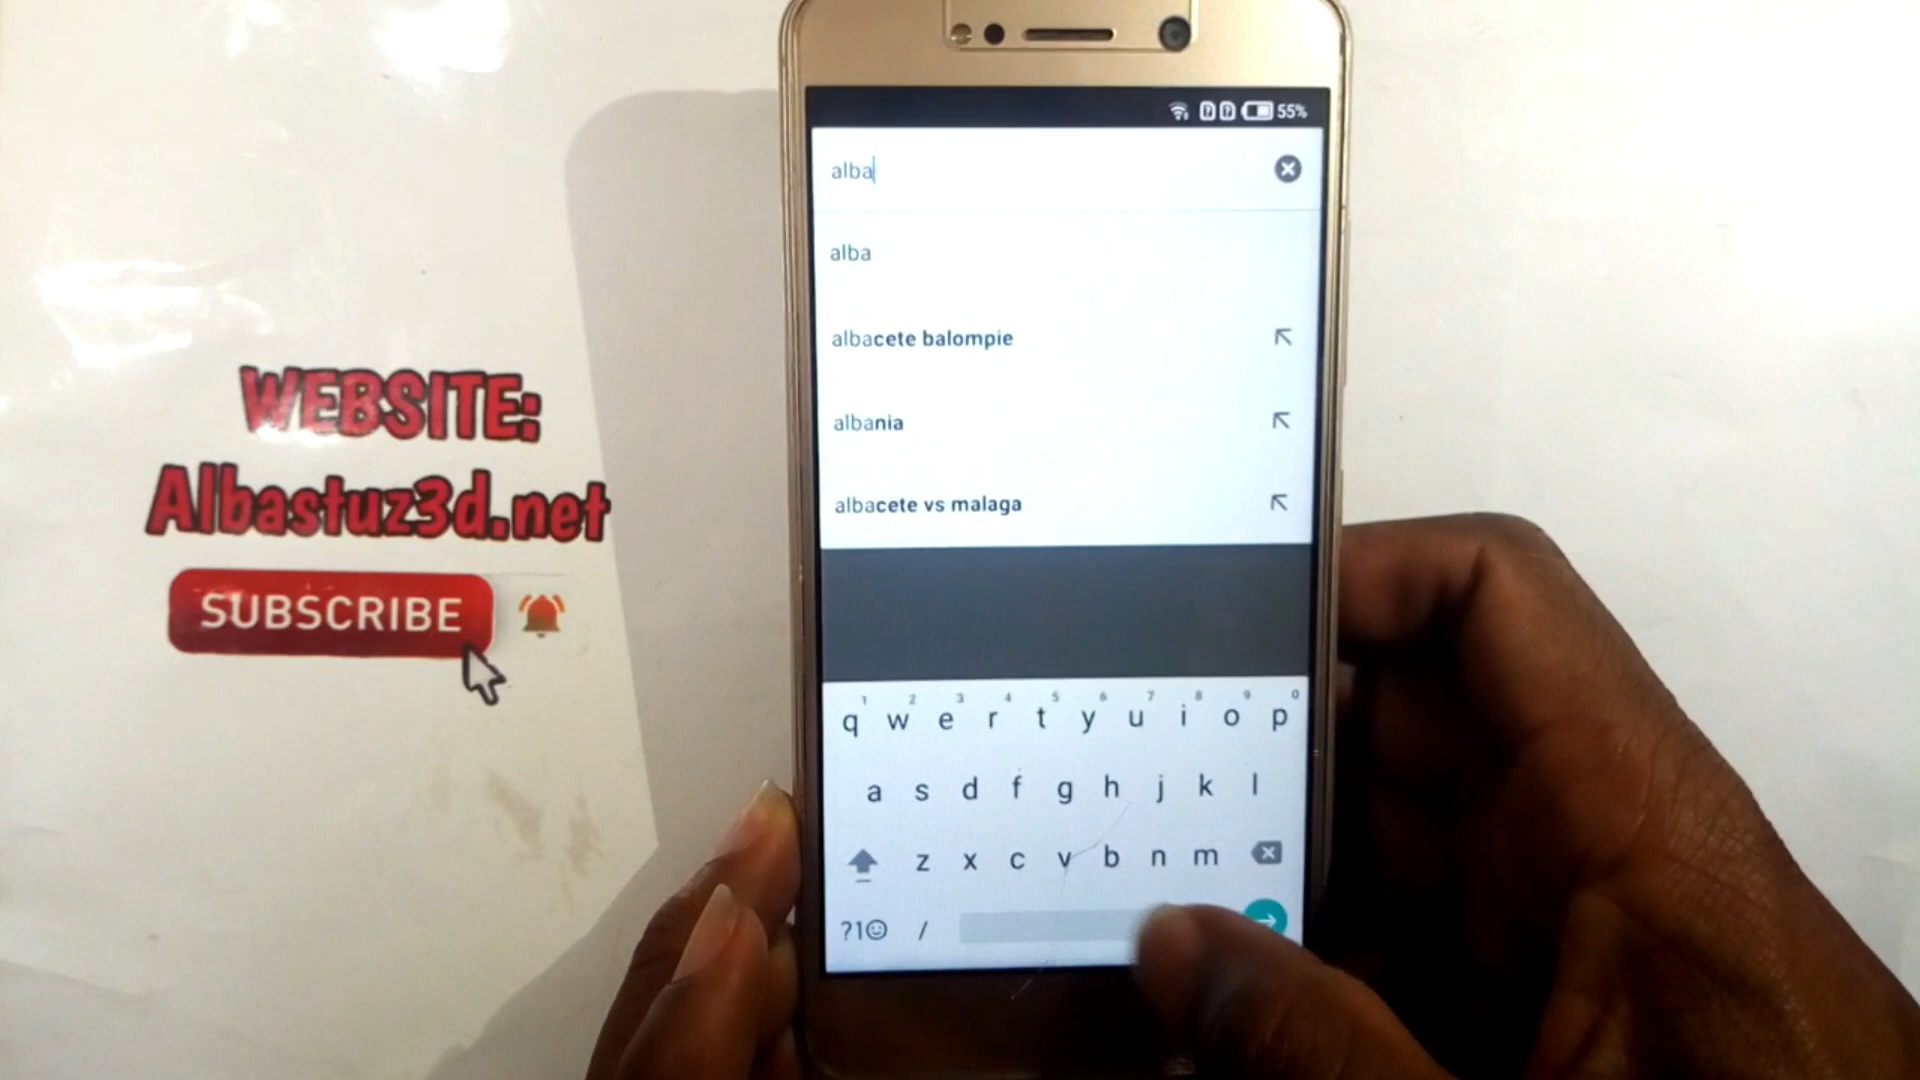 WEBSITE:
Albastuz3d.net
SUBSCRIBE
55%
alba
alba
albacete balompie
albania
albacete vs malaga
1 2 3 4 5 6 7 8 9 0
q w e r t y u i o p
a s d f g h j k l
z x c v b n m
?1☺ /